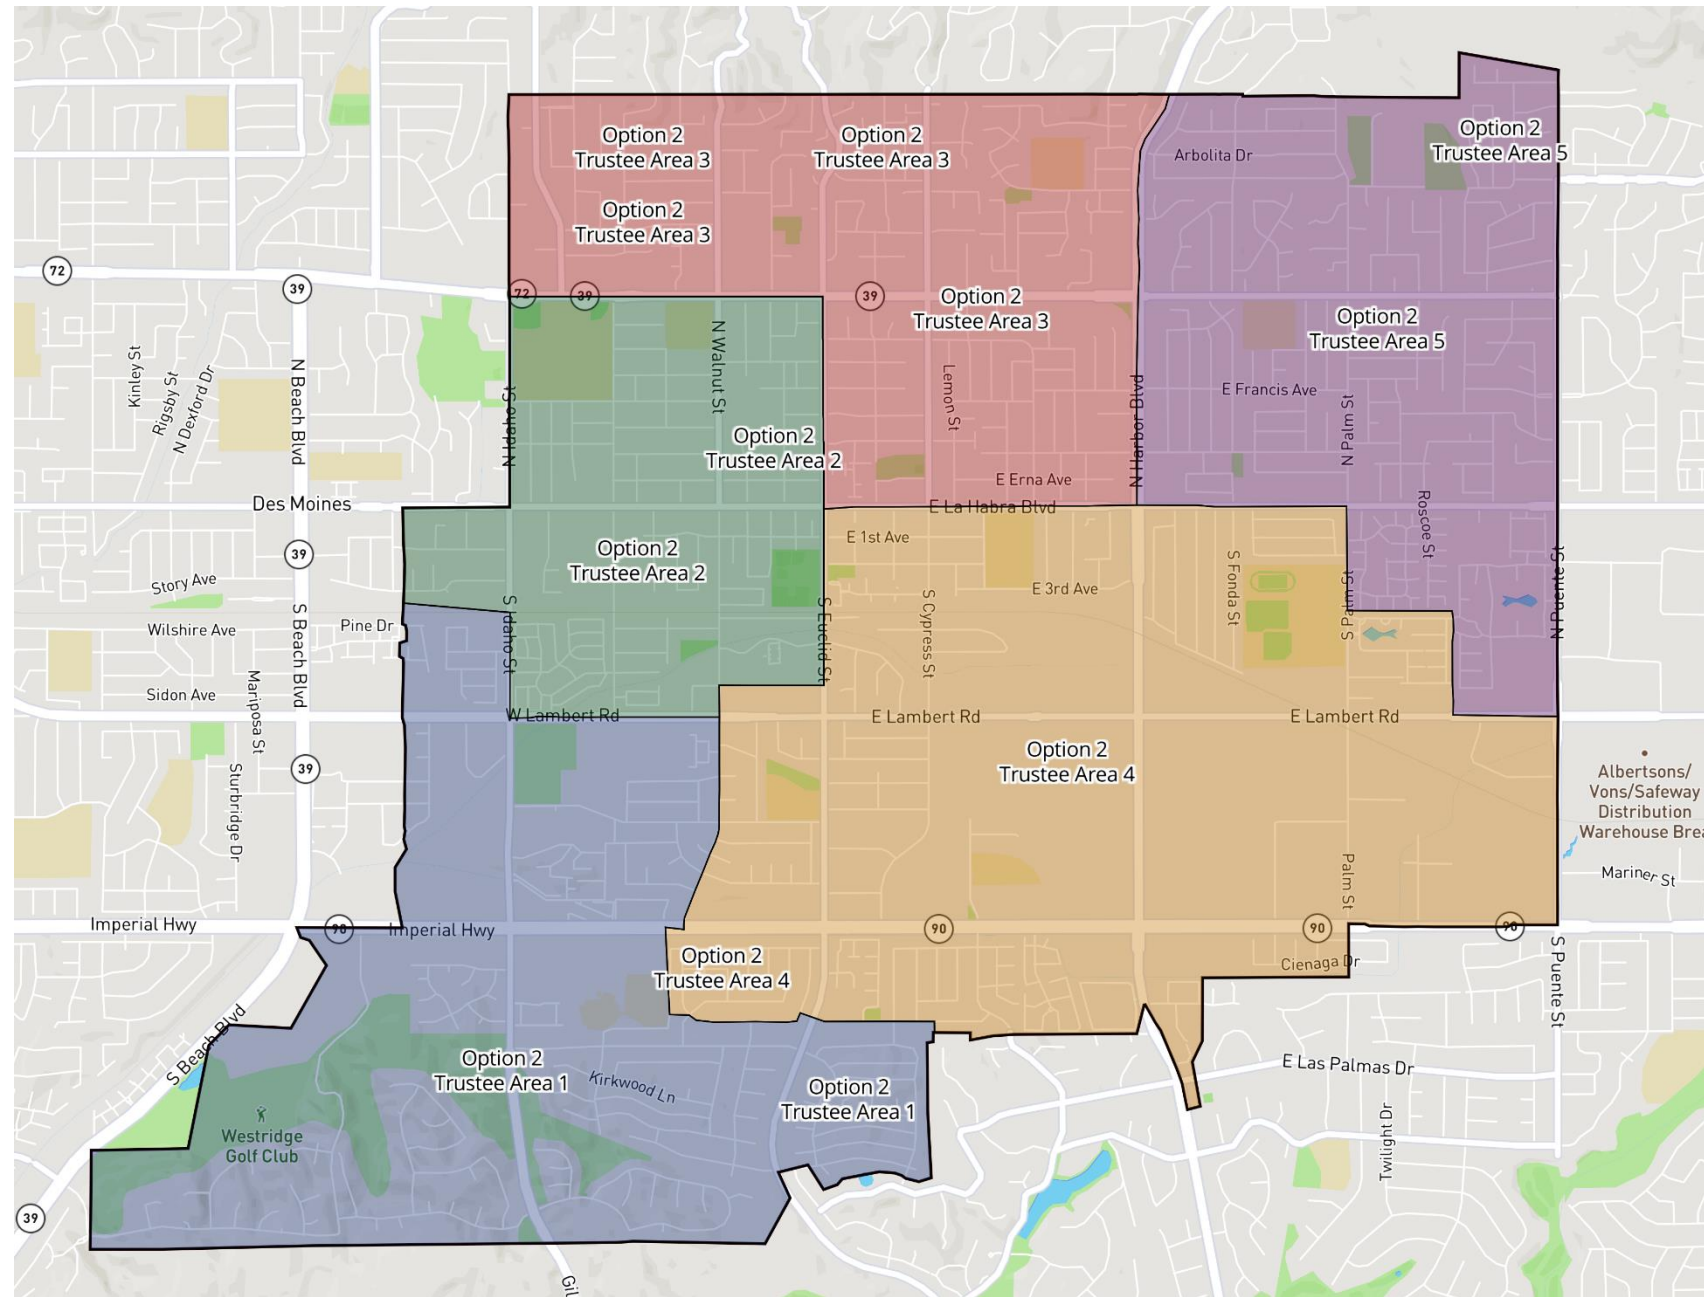 Option 2
Trustee Area 3
Option 2
Trustee Area 3
Option 2
Trustee Area 5
Arbolita Dr
Option 2
Trustee Area 3
72
39
72
39
39
Option 2
Trustee Area 3
Option 2
Trustee Area 5
Kinley St
Rigsby St
N Dexford Dr
N Beach Blvd
N Idaho St
N Walnut St
Lemon St
N Harbor Blvd
E Francis Ave
N Palm St
Option 2
Trustee Area 2
E Erna Ave
Des Moines
E La Habra Blvd
Roscoe St
39
Option 2
Trustee Area 2
E 1st Ave
E 3rd Ave
S Fonda St
S Palm St
N Puente St
Story Ave
Wilshire Ave
Pine Dr
S Beach Blvd
S Idaho St
S Euclid St
S Cypress St
Sidon Ave
Mariposa St
W Lambert Rd
E Lambert Rd
E Lambert Rd
39
Sturbridge Dr
Option 2
Trustee Area 4
Albertsons/
Vons/Safeway
Distribution
Warehouse Brea
Mariner St
Palm St
Imperial Hwy
90
Imperial Hwy
90
90
90
Option 2
Trustee Area 4
Cienaga Dr
S Puente St
S Beach Blvd
Option 2
Trustee Area 1
Kirkwood Ln
Option 2
Trustee Area 1
E Las Palmas Dr
Twilight Dr
Westridge
Golf Club
39
Gil